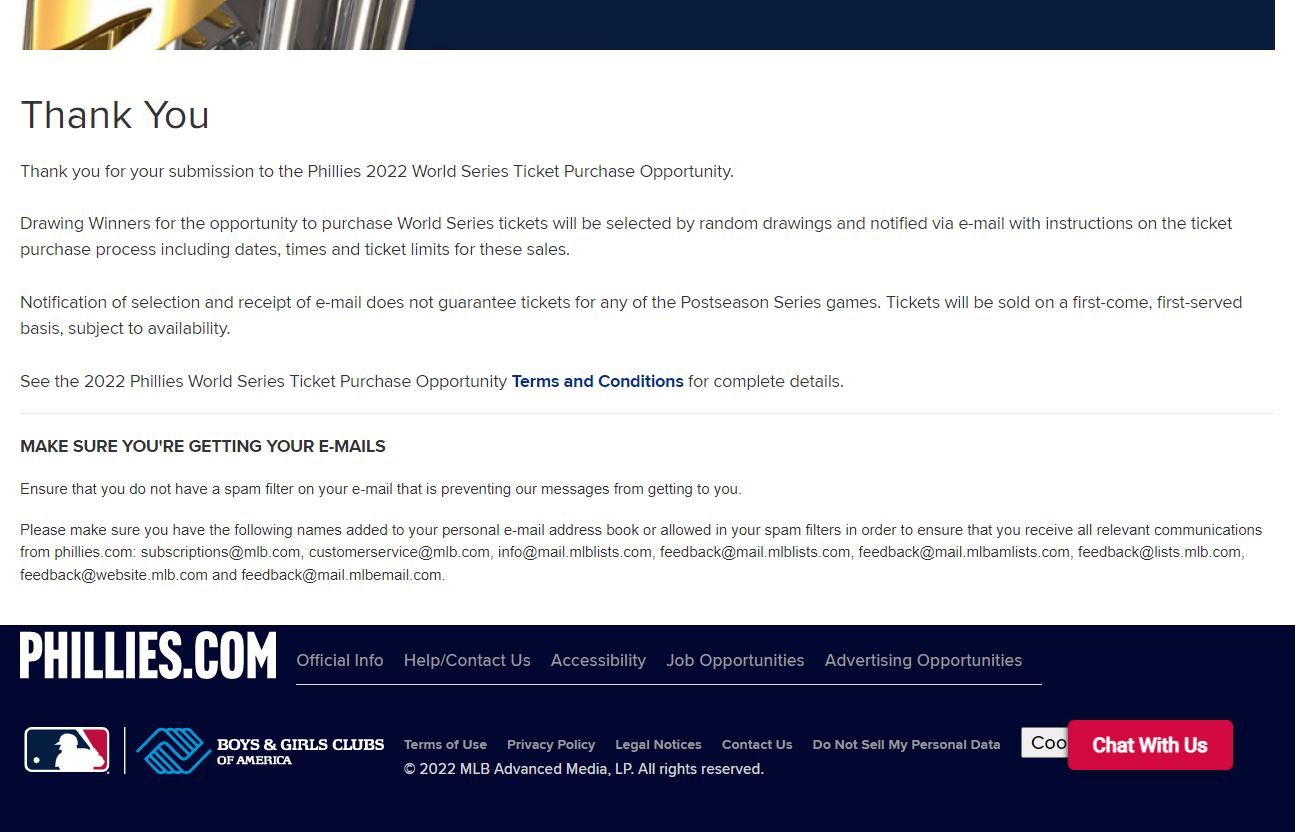 Thank You
Thank you for your submission to the Phillies 2022 World Series Ticket Purchase Opportunity.
Drawing Winners for the opportunity to purchase World Series tickets will be selected by random drawings and notified via e-mail with instructions on the ticket
purchase process including dates, times and ticket limits for these sales.
Notification of selection and receipt of e-mail does not guarantee tickets for any of the Postseason Series games. Tickets will be sold on a first-come, first-served
basis, subject to availability.
See the 2022 Phillies World Series Ticket Purchase Opportunity Terms and Conditions for complete details.
MAKE SURE YOU'RE GETTING YOUR E-MAILS
Ensure that you do not have a spam filter on your e-mail that is preventing our messages from getting to you.
Please make sure you have the following names added to your personal e-mail address book or allowed in your spam filters in order to ensure that you receive all relevant communications
from phillies.com: subscriptions@mlb.com, customerservice@mlb.com, info@mail.mlblists.com, feedback@mail.mlblists.com, feedback@mail.mlbamlists.com, feedback@lists.mlb.com,
feedback@website.mlb.com and feedback@mail.mlbemail.com.
PHILLIES.COM
Official Info Help/Contact Us Accessibility Job Opportunities Advertising Opportunities
BOYS & GIRLS CLUBS
OF AMERICA
Terms of Use Privacy Policy Legal Notices Contact Us Do Not Sell My Personal Data Coo Chat With Us
© 2022 MLB Advanced Media, LP. All rights reserved.